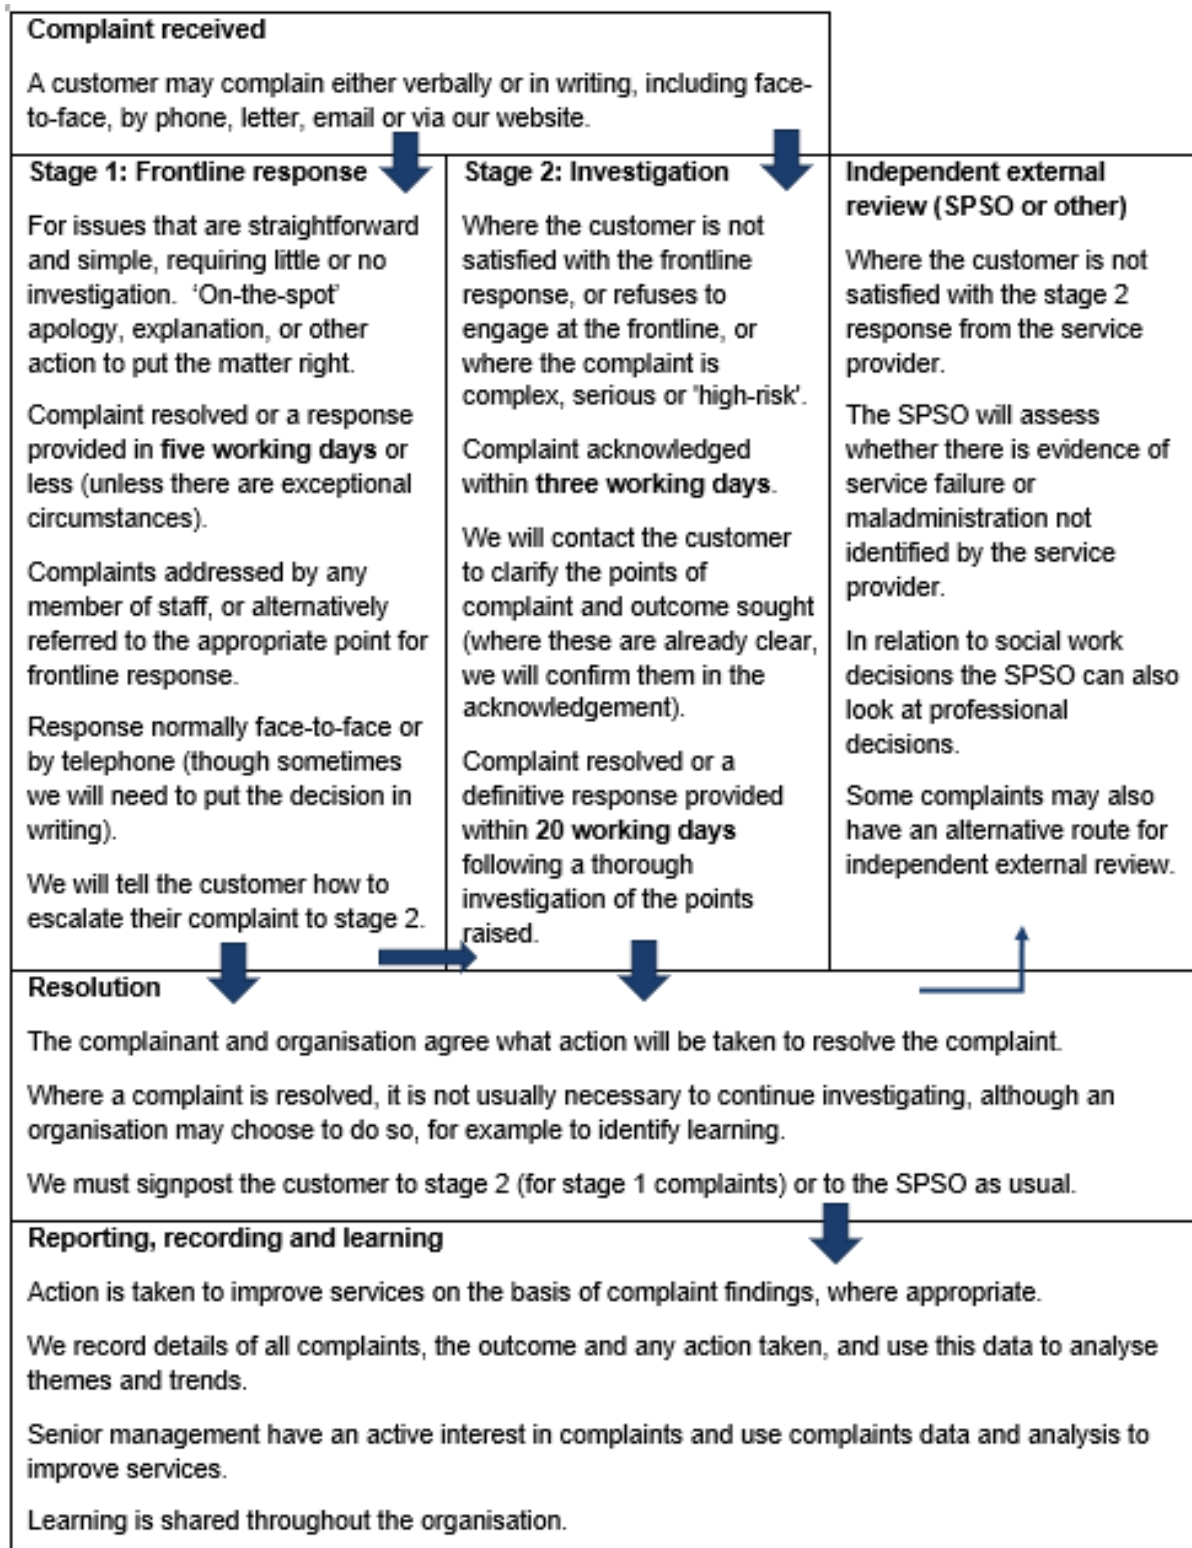 Complaint received
A customer may complain either verbally or in writing, including face-
to-face, by phone, letter, email or via our website.
Stage 1: Frontline response
For issues that are straightforward
and simple, requiring little or no
investigation.  ‘On-the-spot’
apology, explanation, or other
action to put the matter right.
Complaint resolved or a response
provided in five working days or
less (unless there are exceptional
circumstances).
Complaints addressed by any
member of staff, or alternatively
referred to the appropriate point for
frontline response.
Response normally face-to-face or
by telephone (though sometimes
we will need to put the decision in
writing).
We will tell the customer how to
escalate their complaint to stage 2.
Stage 2: Investigation
Where the customer is not
satisfied with the frontline
response, or refuses to
engage at the frontline, or
where the complaint is
complex, serious or 'high-risk'.
Complaint acknowledged
within three working days.
We will contact the customer
to clarify the points of
complaint and outcome sought
(where these are already clear,
we will confirm them in the
acknowledgement).
Complaint resolved or a
definitive response provided
within 20 working days
following a thorough
investigation of the points
raised.
Independent external
review (SPSO or other)
Where the customer is not
satisfied with the stage 2
response from the service
provider.
The SPSO will assess
whether there is evidence of
service failure or
maladministration not
identified by the service
provider.
In relation to social work
decisions the SPSO can also
look at professional
decisions.
Some complaints may also
have an alternative route for
independent external review.
Resolution
The complainant and organisation agree what action will be taken to resolve the complaint.
Where a complaint is resolved, it is not usually necessary to continue investigating, although an
organisation may choose to do so, for example to identify learning.
We must signpost the customer to stage 2 (for stage 1 complaints) or to the SPSO as usual.
Reporting, recording and learning
Action is taken to improve services on the basis of complaint findings, where appropriate.
We record details of all complaints, the outcome and any action taken, and use this data to analyse
themes and trends.
Senior management have an active interest in complaints and use complaints data and analysis to
improve services.
Learning is shared throughout the organisation.